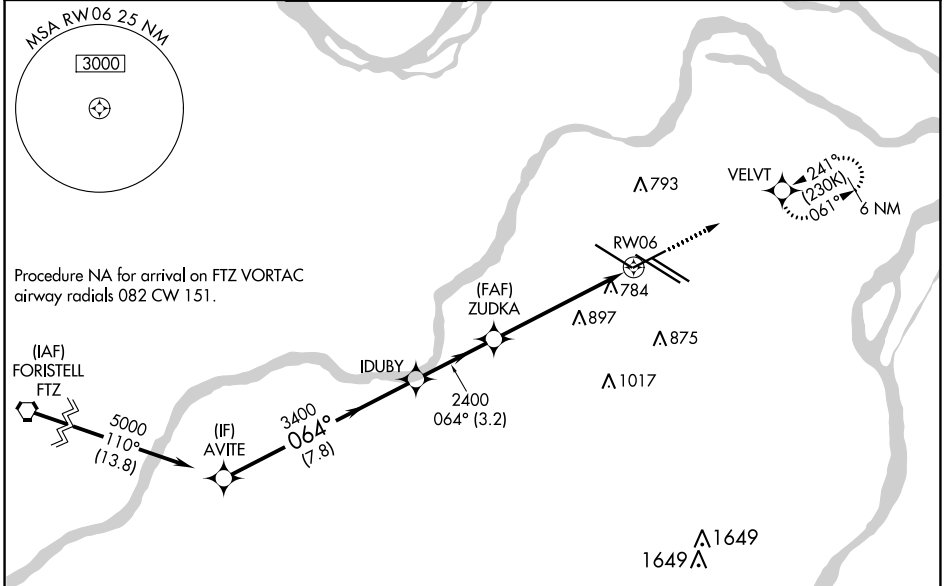 MSA RW06 25 NM
3000
793
VELVT
241°
(230K)
061°
6 NM
RW06
Procedure NA for arrival on FTZ VORTAC
airway radials 082 CW 151.
784
(FAF)
ZUDKA
897
875
IDUBY
1017
(IAF)
FORISTELL
FTZ
2400
064° (3.2)
5000
110°
(13.8)
(IF)
AVITE
3400
064°
(7.8)
1649
1649